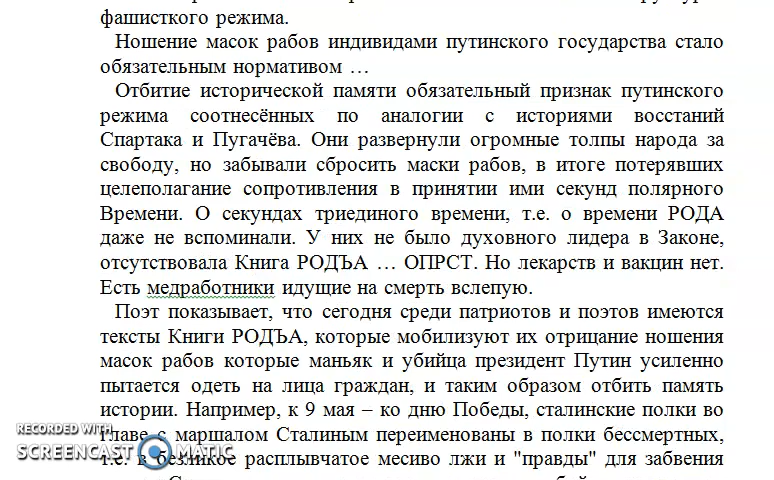 фашисткого режима.
Ношение масок рабов индивидами путинского государства стало
обязательным нормативом …
Отбитие исторической памяти обязательный признак путинского
режима соотнесённых по аналогии с историями восстаний
Спартака и Пугачёва. Они развернули огромные толпы народа за
свободу, но забывали сбросить маски рабов, в итоге потерявших
целеполагание сопротивления в принятии ими секунд полярного
Времени. О секундах триединого времени, т.е. о времени РОДА
даже не вспоминали. У них не было духовного лидера в Законе,
отсутствовала Книга РОДЪА … ОПРСТ. Но лекарств и вакцин нет.
Есть медработники идущие на смерть вслепую.
Поэт показывает, что сегодня среди патриотов и поэтов имеются
тексты Книги РОДЪА, которые мобилизуют их отрицание ношения
масок рабов которые маньяк и убийца президент Путин усиленно
пытается одеть на лица граждан, и таким образом отбить память
истории. Например, к 9 мая – ко дню Победы, сталинские полки во
главе с маршалом Сталиным переименованы в полки бессмертных,
т.е. в безликое расплывчатое месиво лжи и "правды" для забвения
RECORDED WITH
SCREENCAST MATIC